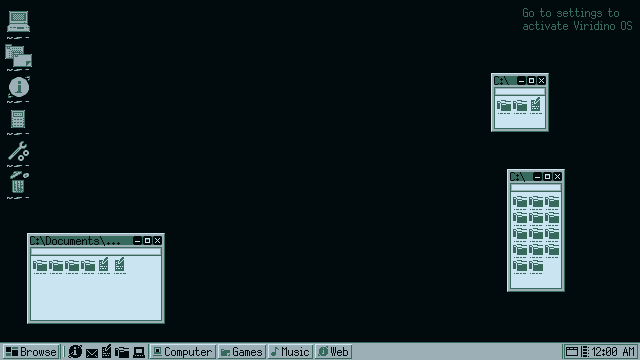 Go to settings to
activate Viridino OS
C:\
C:\
C:\Documents\...
Browse
Computer
Games
Music
Web
12:00 AM